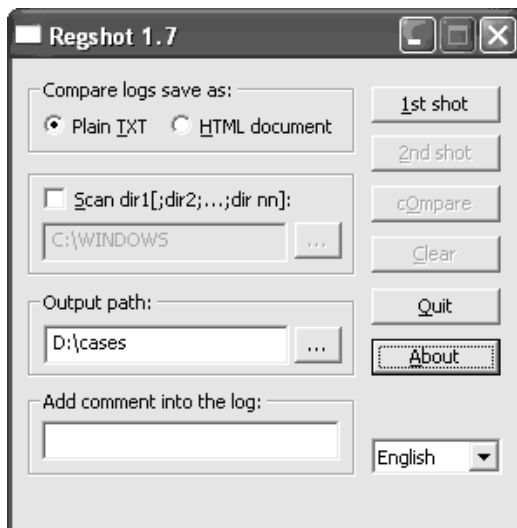 Regshot 1.7
Compare logs save as:
Plain TXT
HTML document
Scan dir1[;dir2;...;dir nn]:
C:\WINDOWS
...
Output path:
D:\cases
...
Add comment into the log:
1st shot
2nd shot
cOmpare
Clear
Quit
About
English